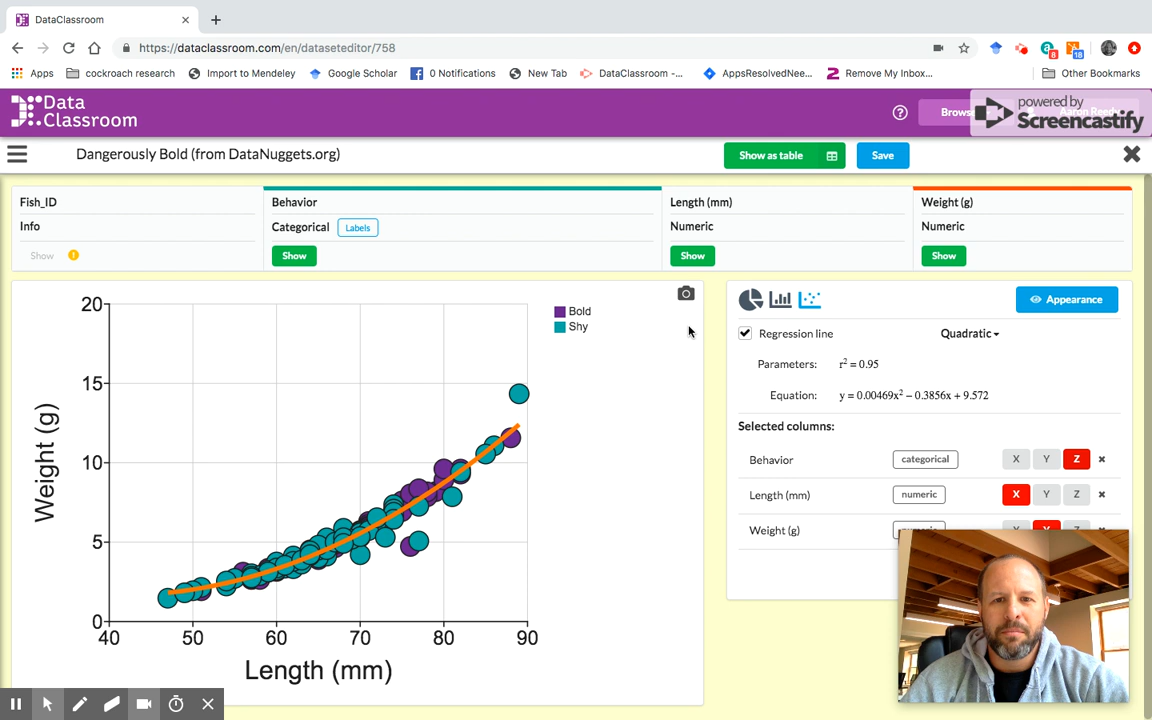 DataClassroom
https://dataclassroom.com/en/dataseteditor/758
8
18
Apps
cockroach research
Import to Mendeley
Google Scholar
0 Notifications
New Tab
DataClassroom -...
AppsResolvedNee...
Remove My Inbox...
Other Bookmarks
Data
Classroom
powered by
Screencastify
Dangerously Bold (from DataNuggets.org)
Show as table
Save
Fish_ID
Behavior
Length (mm)
Weight (g)
Info
Categorical
Labels
Numeric
Numeric
Show
Show
Show
Show
Appearance
Bold
Shy
Regression line
Quadratic
Parameters:
r² = 0.95
Equation:
y = 0.00469x² − 0.3856x + 9.572
Selected columns:
Behavior
categorical
X Y Z
Length (mm)
numeric
X Y Z
Weight (g)
20
15
10
5
0
Weight (g)
40 50 60 70 80 90
Length (mm)